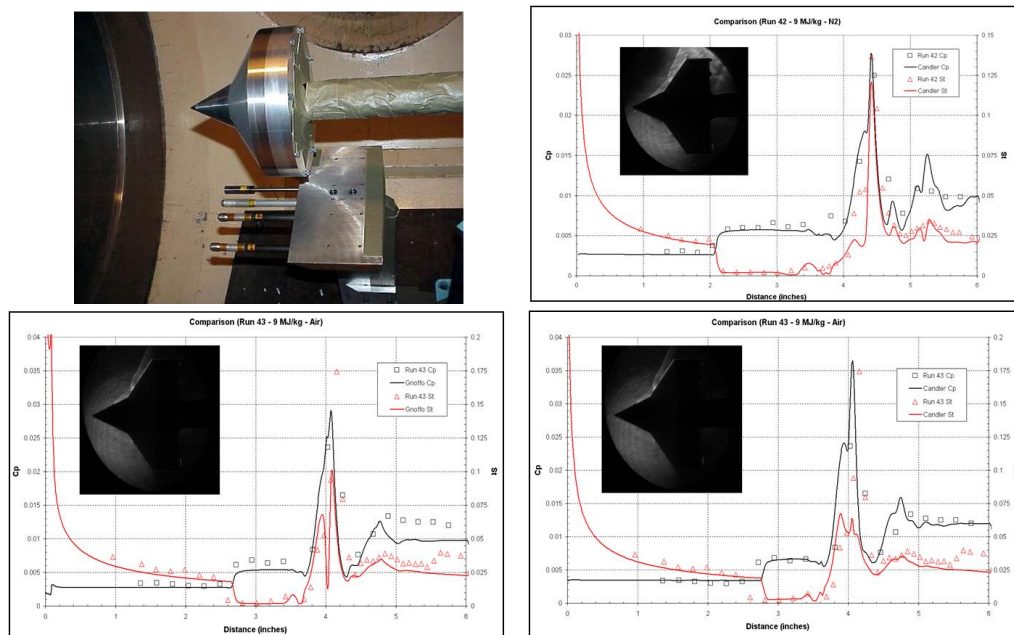 Comparison (Run 42 - 9 MJ/kg - N2)
0.03
0.025
0.02
0.015
0.01
0.005
0
Cp
0.15
0.125
0.1
0.075
0.05
0.025
0
St
Run 42 Cp
Candler Cp
Run 42 St
Candler St
0 1 2 3 4 5 6
Distance (inches)
Comparison (Run 43 - 9 MJ/kg - Air)
0.04
0.035
0.03
0.025
0.02
0.015
0.01
0.005
0
Cp
0.2
0.175
0.15
0.125
0.1
0.075
0.05
0.025
0
St
Run 43 Cp
Gnoffo Cp
Run 43 St
Gnoffo St
0.0 1 2 3 4 5 6
Distance (inches)
Comparison (Run 43 - 9 MJ/kg - Air)
0.04
0.035
0.03
0.025
0.02
0.015
0.01
0.005
0
Cp
0.2
0.175
0.15
0.125
0.1
0.075
0.05
0.025
0
Run 43 Cp
Candler Cp
Run 43 St
Candler St
0 1 2 3 4 5 6
Distance (inches)